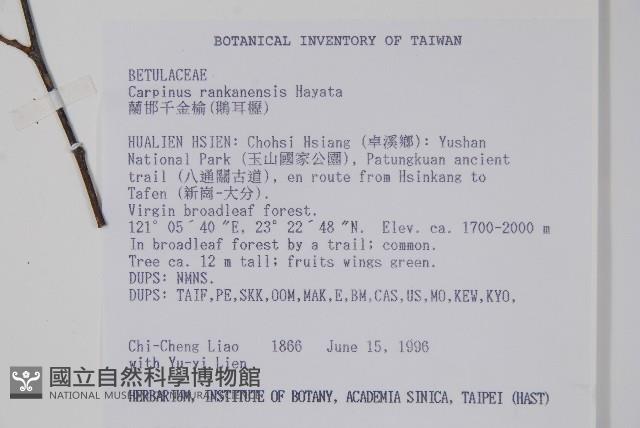 BOTANICAL INVENTORY OF TAIWAN
BETULACEAE
Carpinus rankanensis Hayata
蘭邯千金榆(鵝耳櫪)
HUALIEN HSIEN: Chohsi Hsiang (卓溪鄉): Yushan
National Park (玉山國家公園), Patungkuan ancient
trail (八通關古道), en route from Hsinkang to
Tafen (新崗-大分).
Virgin broadleaf forest.
121° 05´40 "E, 23° 22´48 "N. Elev. ca. 1700-2000 m
In broadleaf forest by a trail; common.
Tree ca. 12 m tall; fruits wings green.
DUPS: NMNS.
DUPS: TAIF,PE,SKK,OOM,MAK,E,BM,CAS,US,MO,KEW,KYO,
Chi-Cheng Liao 1866 June 15, 1996
with Yu-xi Lien
國立自然科學博物館
NATIONAL MUSEUM OF NATURAL SCIENCE
HERBARIUM, INSTITUTE OF BOTANY, ACADEMIA SINICA, TAIPEI (HAST)